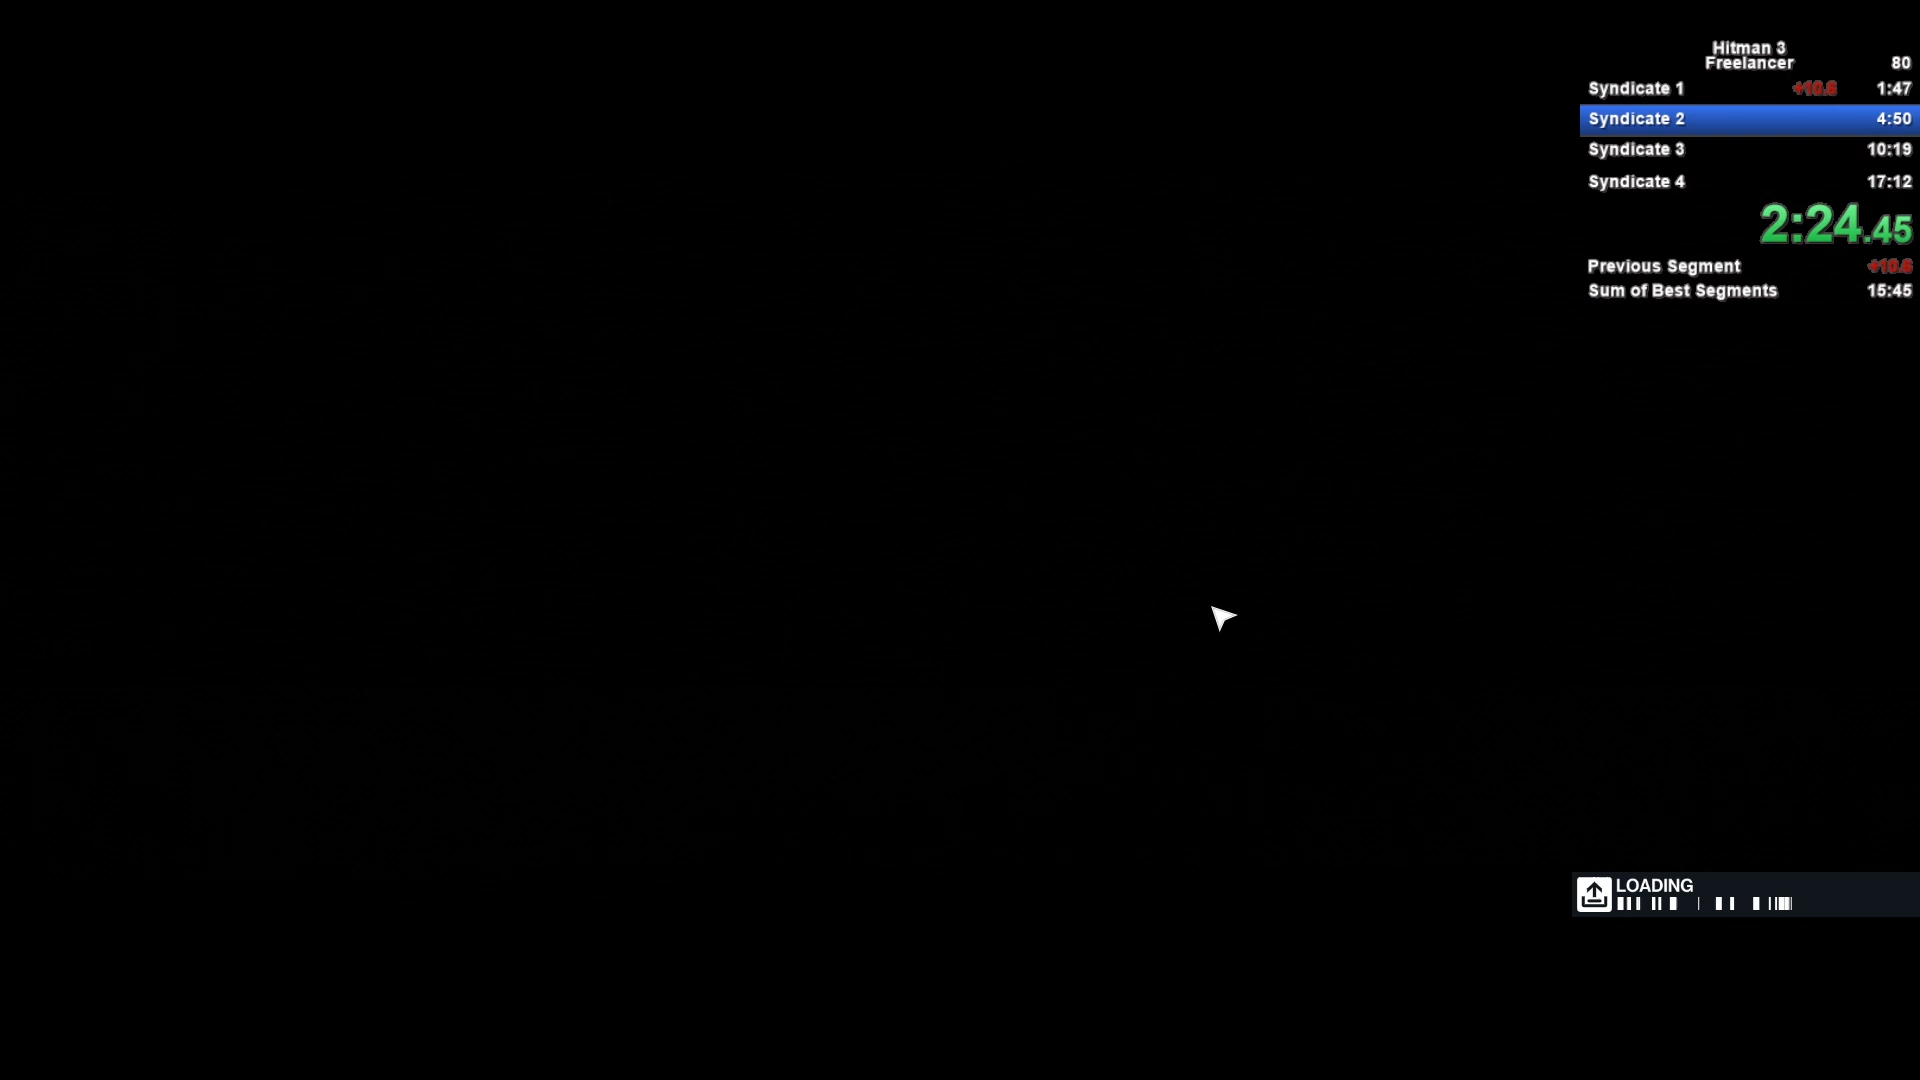 Hitman 3
Freelancer 80
Syndicate 1 +10.6 1:47
Syndicate 2 4:50
Syndicate 3 10:19
Syndicate 4 17:12
2:24.45
Previous Segment +10.6
Sum of Best Segments 15:45
LOADING